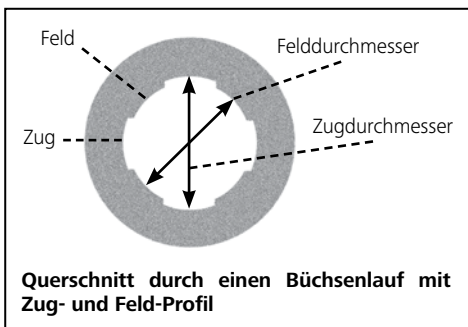 Feld
Felddurchmesser
Zug
Zugdurchmesser
Querschnitt durch einen Büchsenlauf mit
Zug- und Feld-Profil